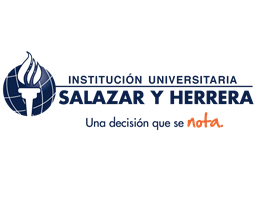 INSTITUCIÓN UNIVERSITARIA
SALAZAR Y HERRERA
Una decisión que se nota.